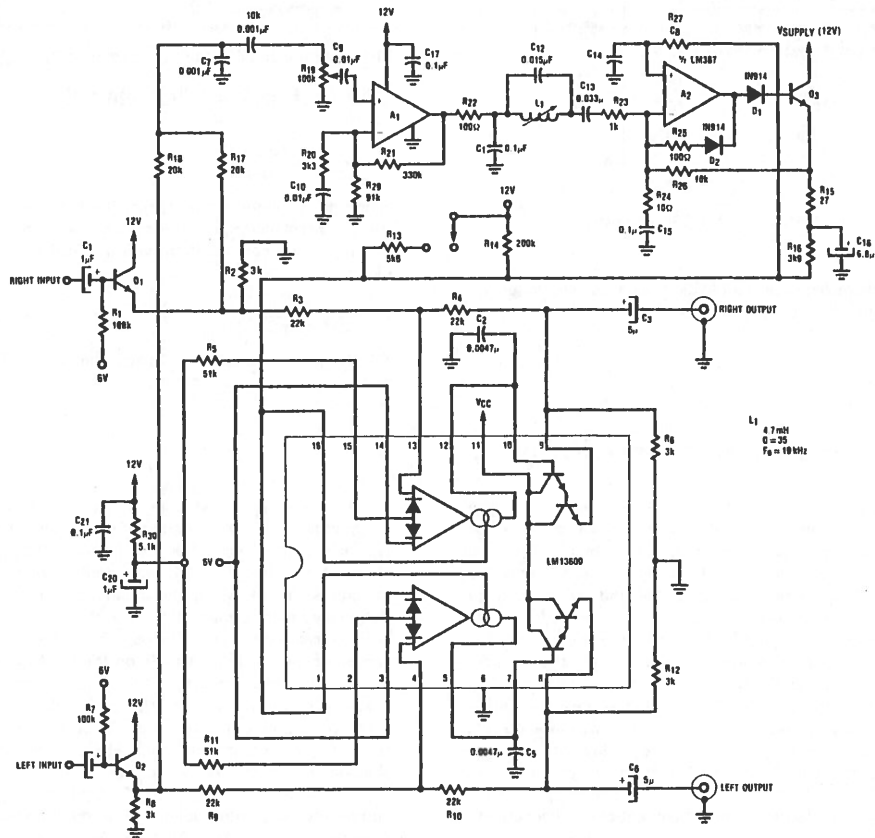 10k
0.001µF
C7
0.001µF
C9
0.01µF
R19
100k
12V
C17
0.1µF
A1
R20
3k3
C10
0.01µF
R21
330k
R29
91k
R22
100Ω
C1
0.1µF
C12
0.015µF
L1
C13
0.033µ
R23
1k
C14
R27
C8
½ LM387
A2
VSUPPLY (12V)
IN914
D1
Q3
R25
100Ω
IN914
D2
R26
10k
R24
10Ω
0.1µ
C15
R15
27
R16
3k9
C16
6.8µ
R18
20k
R17
20k
12V
R13
5k6
R14
200k
C1
1µF
RIGHT INPUT
12V
Q1
R1
100k
6V
R2
3k
R3
22k
R4
22k
C2
0.0047µ
C3
5µ
RIGHT OUTPUT
R5
51k
VCC
16 15 14 13 12 11 10 9
L1
4 7mH
Q = 35
F0 = 19 kHz
R6
3k
12V
C21
0.1µF
R30
5.1k
C20
1µF
5V
LM13600
R12
3k
1 2 3 4 5 6 7 8
6V
R7
100k
12V
LEFT INPUT
Q2
R8
3k
R11
51k
22k
R9
22k
R10
0.0047µ
C5
C6
5µ
LEFT OUTPUT